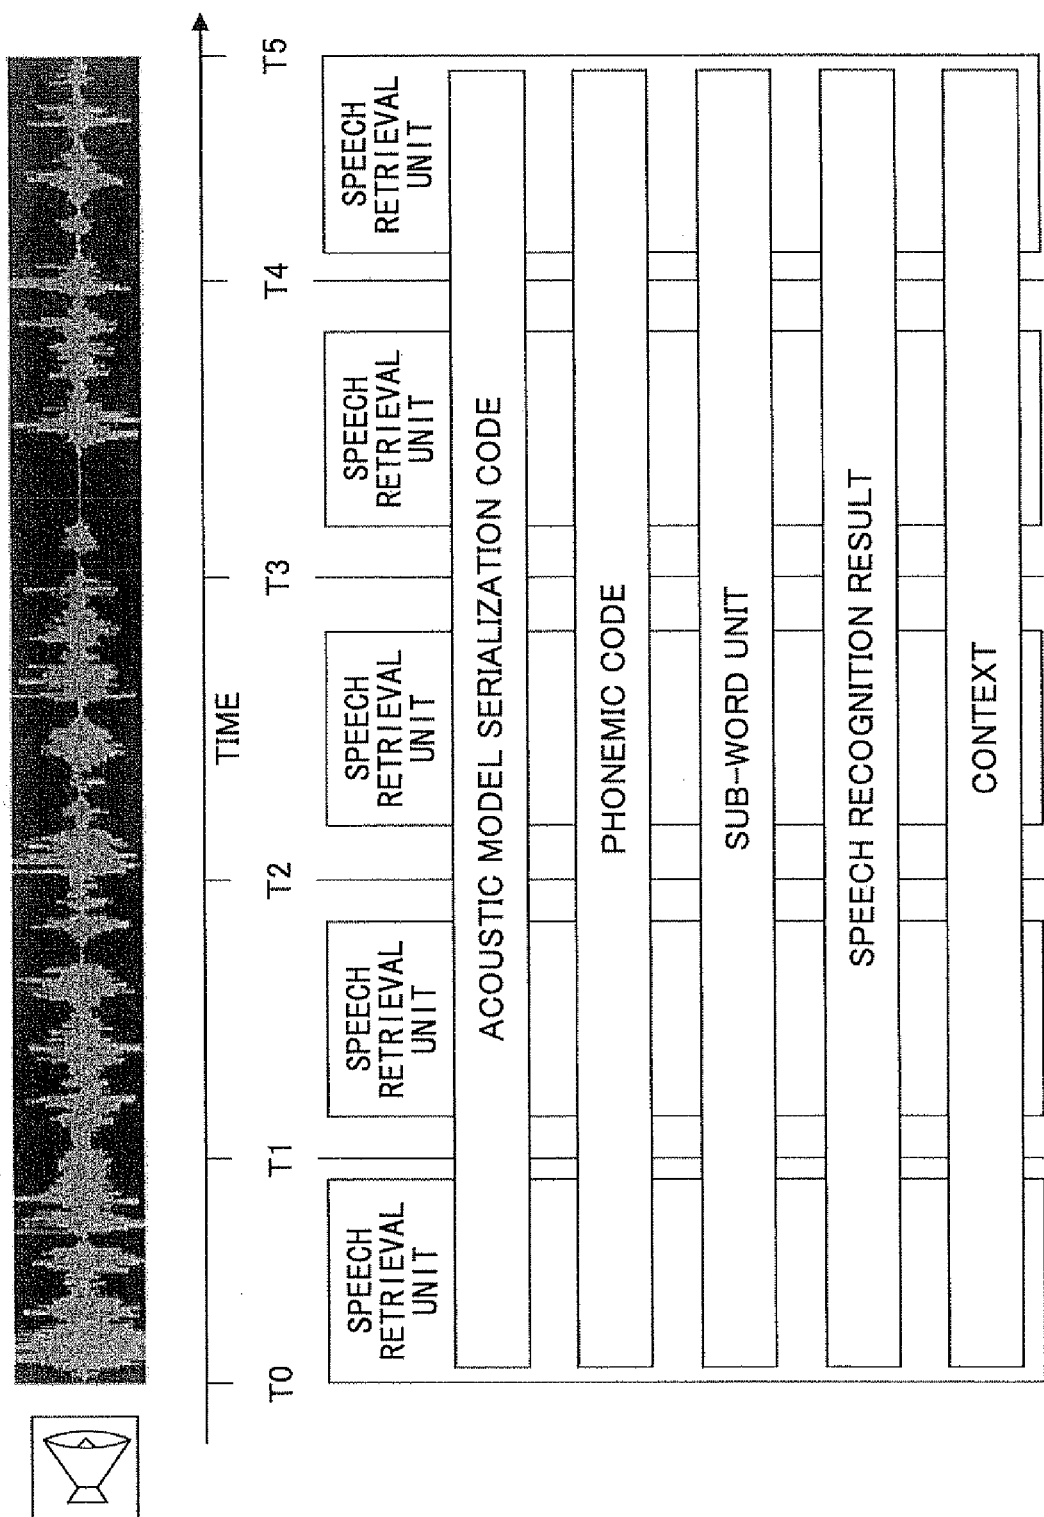 TIME
T0
T1
T2
T3
T4
T5
SPEECH
RETRIEVAL
UNIT
SPEECH
RETRIEVAL
UNIT
SPEECH
RETRIEVAL
UNIT
SPEECH
RETRIEVAL
UNIT
SPEECH
RETRIEVAL
UNIT
ACOUSTIC MODEL SERIALIZATION CODE
PHONEMIC CODE
SUB-WORD UNIT
SPEECH RECOGNITION RESULT
CONTEXT